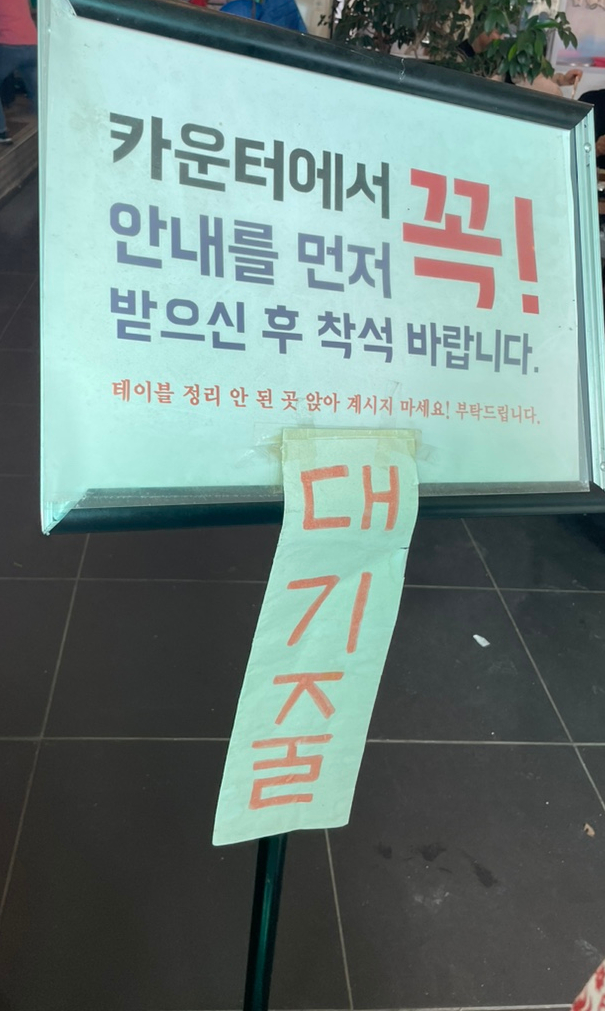 카운터에서 꼭!
안내를 먼저
받으신 후 착석 바랍니다.
테이블 정리 안 된 곳 앉아 계시지 마세요! 부탁드립니다.
대
기
줄